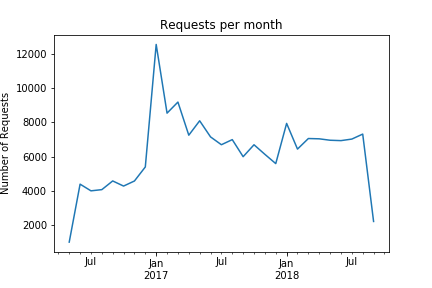 Requests per month
Number of Requests
12000
10000
8000
6000
4000
2000
Jul
Jan
2017
Jul
Jan
2018
Jul